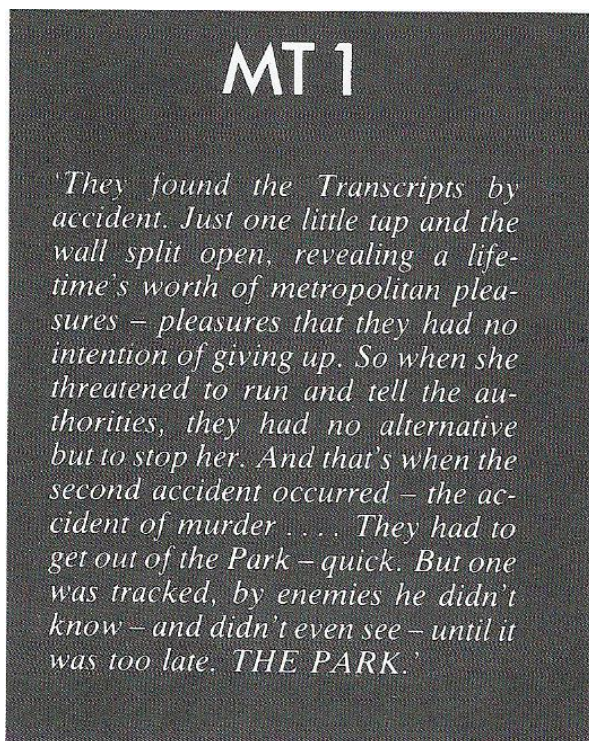 MT 1
'They found the Transcripts by
accident. Just one little tap and the
wall split open, revealing a life-
time's worth of metropolitan plea-
sures – pleasures that they had no
intention of giving up. So when she
threatened to run and tell the au-
thorities, they had no alternative
but to stop her. And that's when the
second accident occurred – the ac-
cident of murder . . . . They had to
get out of the Park – quick. But one
was tracked, by enemies he didn't
know – and didn't even see – until it
was too late. THE PARK.'